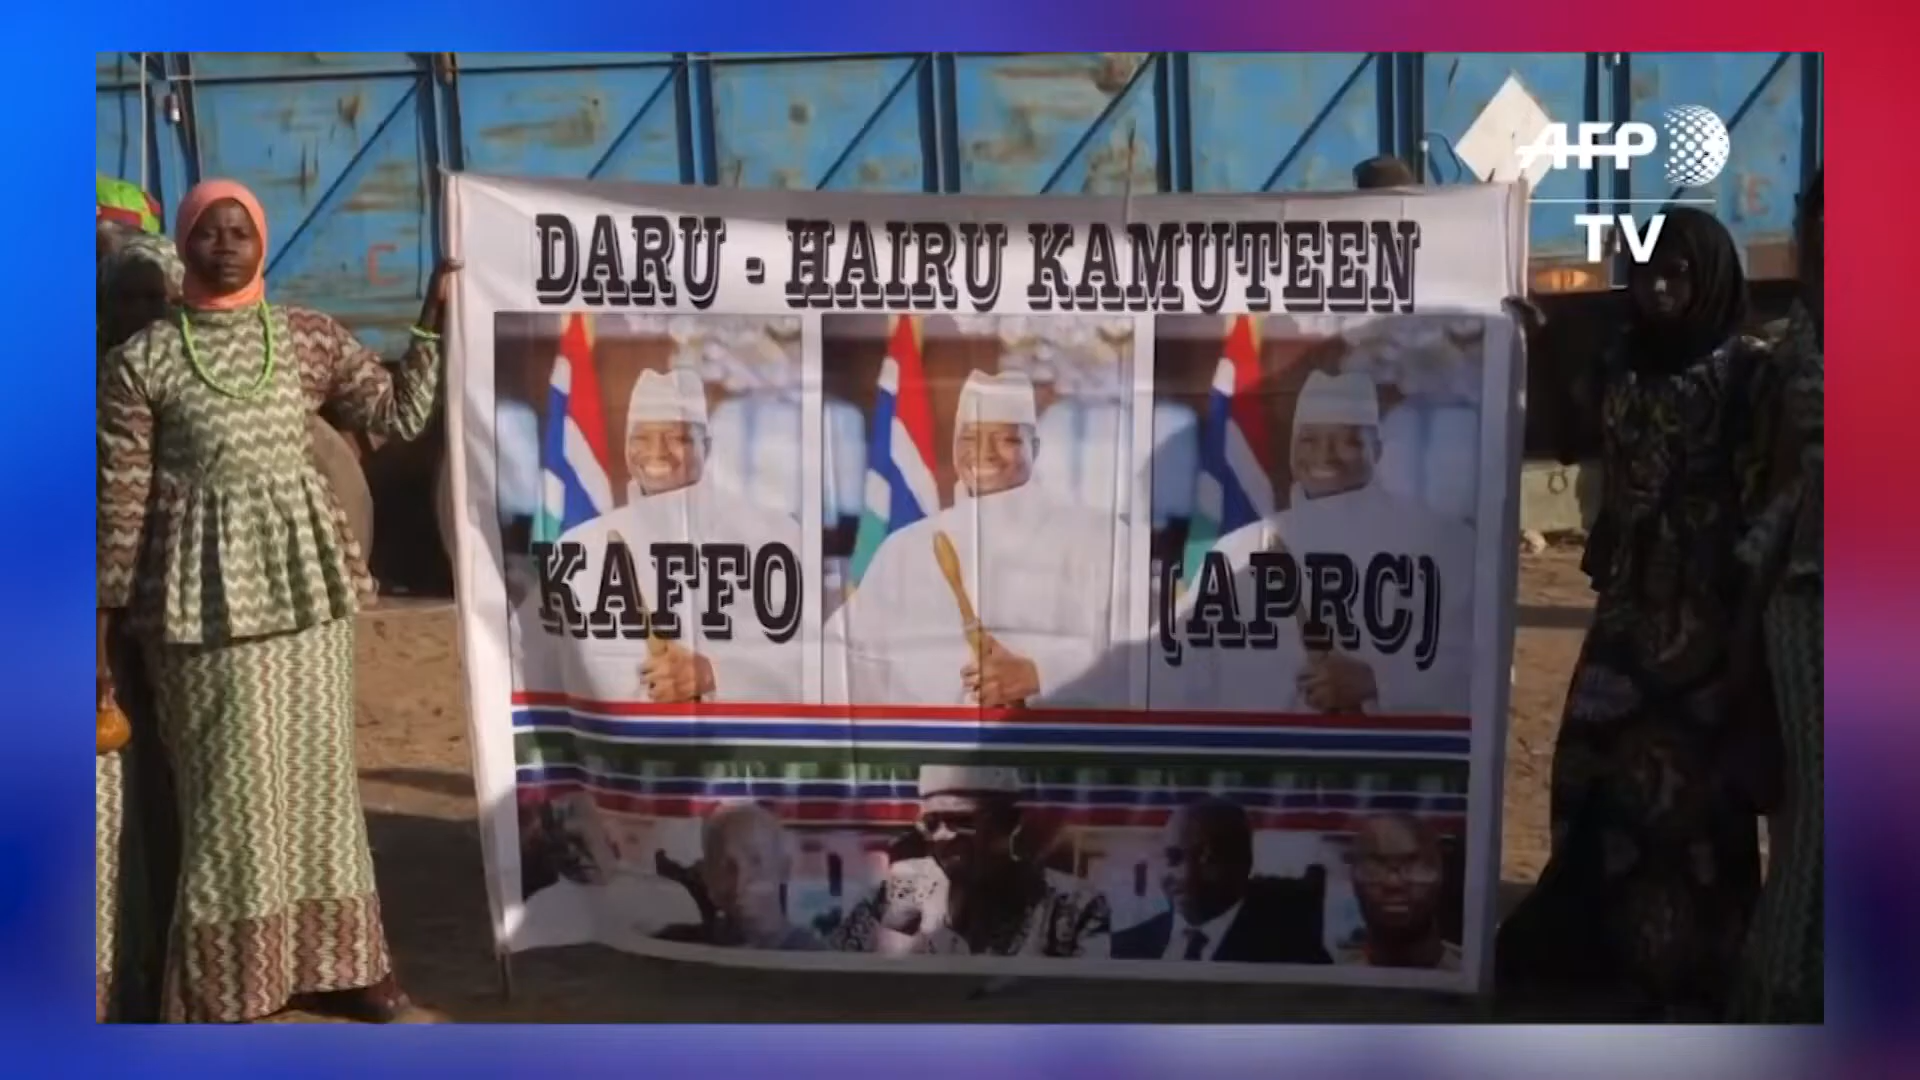 AFP
TV
DARU - HAIRU KAMUTEEN
KAFFO (APRC)
C
E